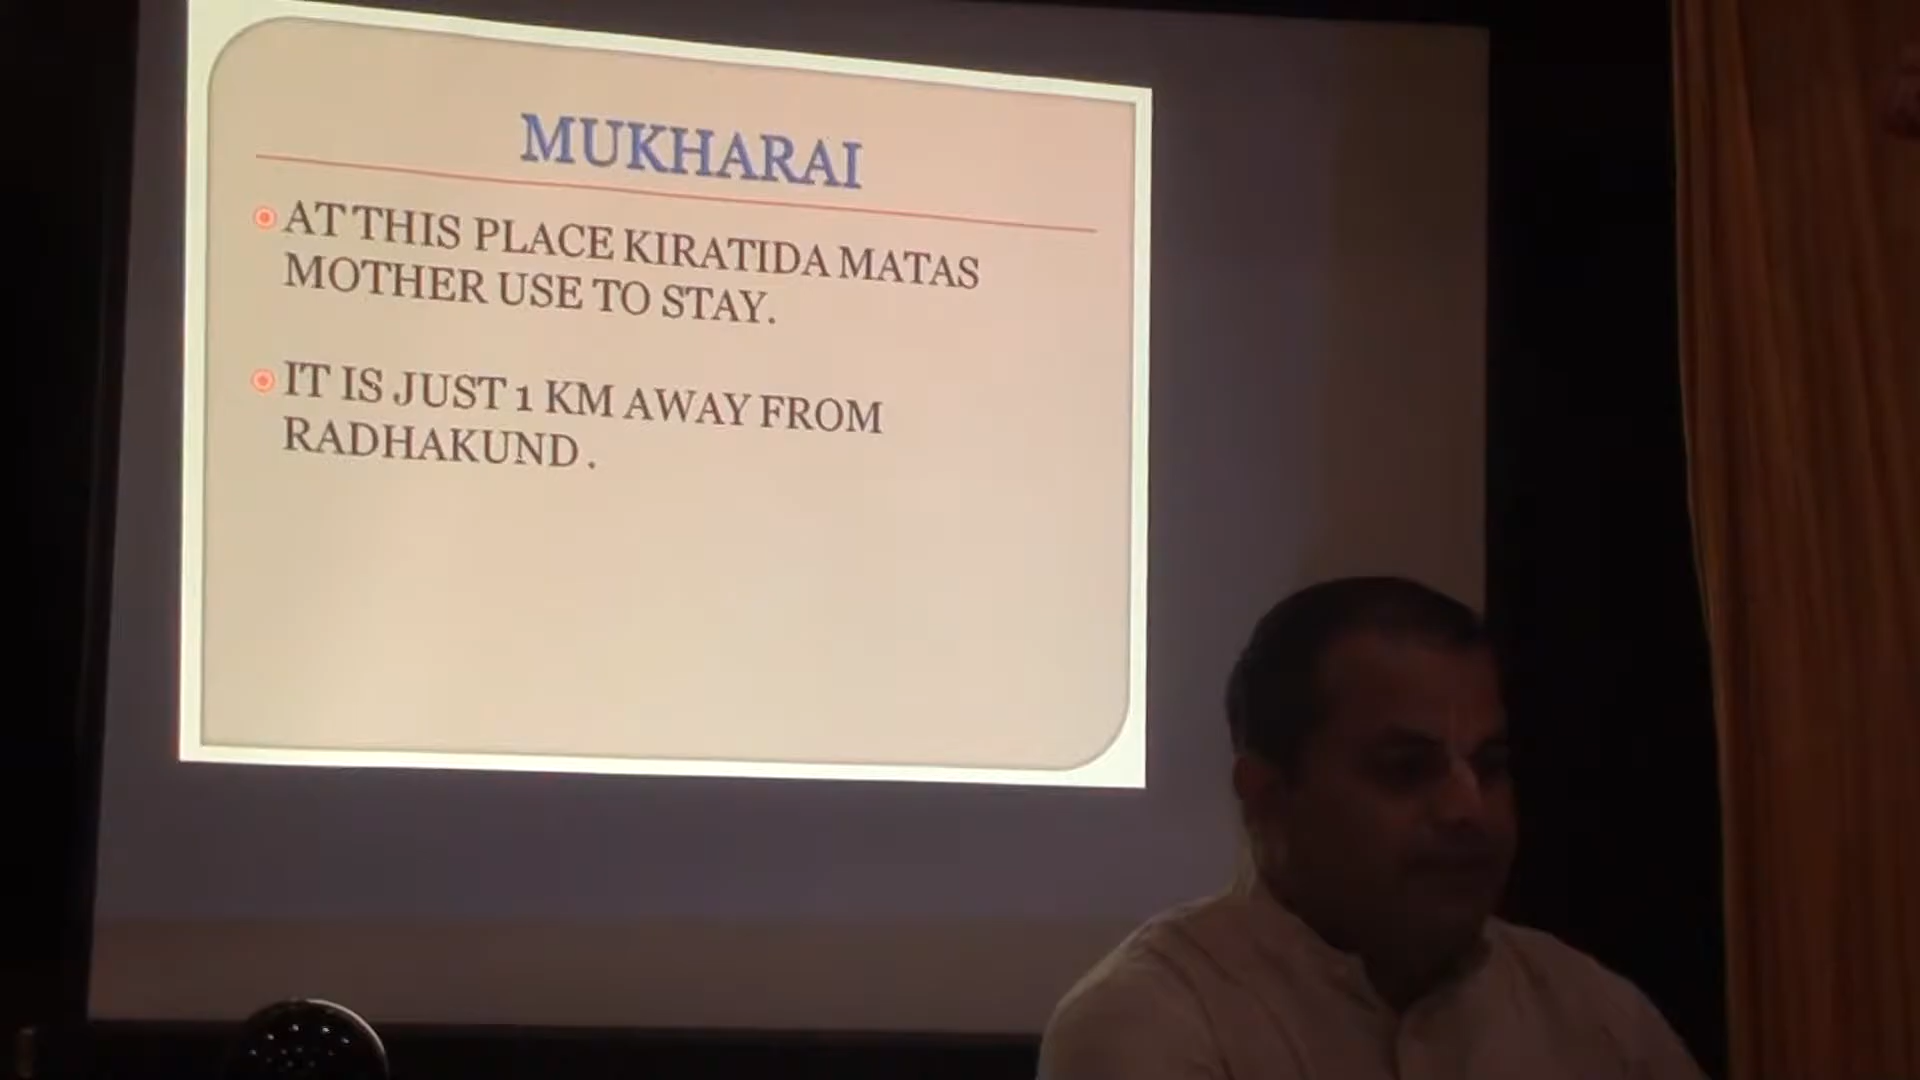 MUKHARAI
AT THIS PLACE KIRATIDA MATAS
MOTHER USE TO STAY.
IT IS JUST 1 KM AWAY FROM
RADHAKUND.